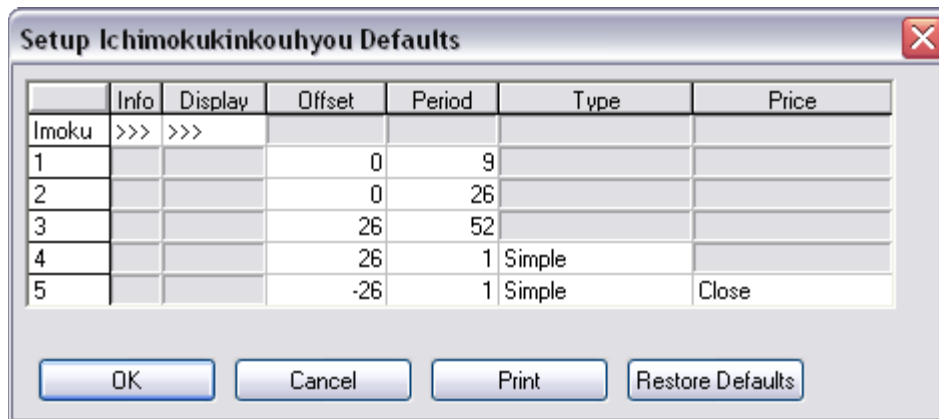 Setup Ichimokukinkouhyou Defaults
Info Display Offset Period Type Price
Imoku >>> >>>
1 0 9
2 0 26
3 26 52
4 26 1 Simple
5 -26 1 Simple Close
OK Cancel Print Restore Defaults